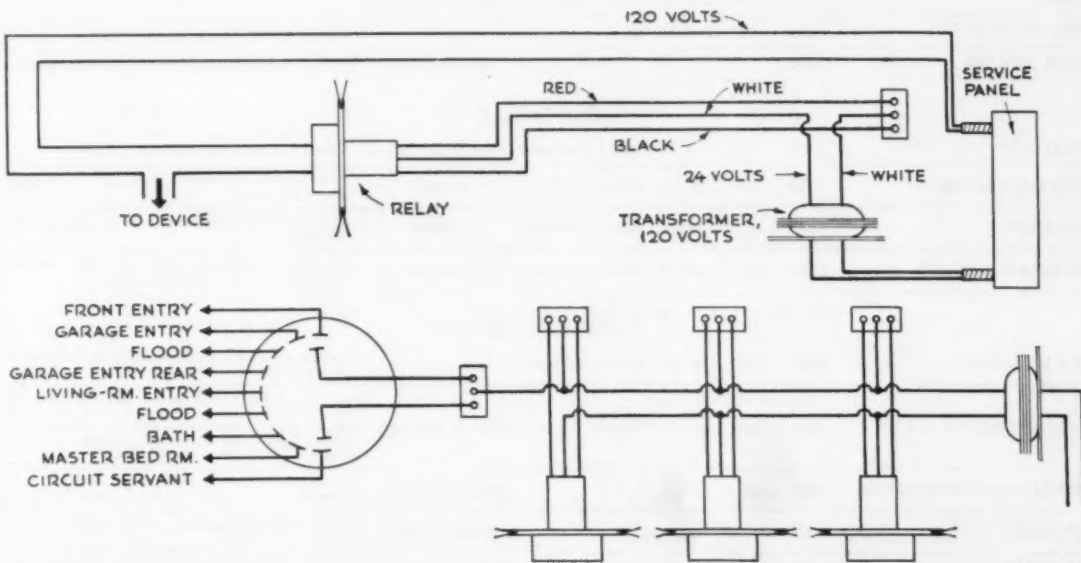 120 VOLTS
SERVICE
PANEL
RED
WHITE
BLACK
24 VOLTS
WHITE
TO DEVICE
RELAY
TRANSFORMER,
120 VOLTS
FRONT ENTRY
GARAGE ENTRY
FLOOD
GARAGE ENTRY REAR
LIVING-RM. ENTRY
FLOOD
BATH
MASTER BED RM.
CIRCUIT SERVANT